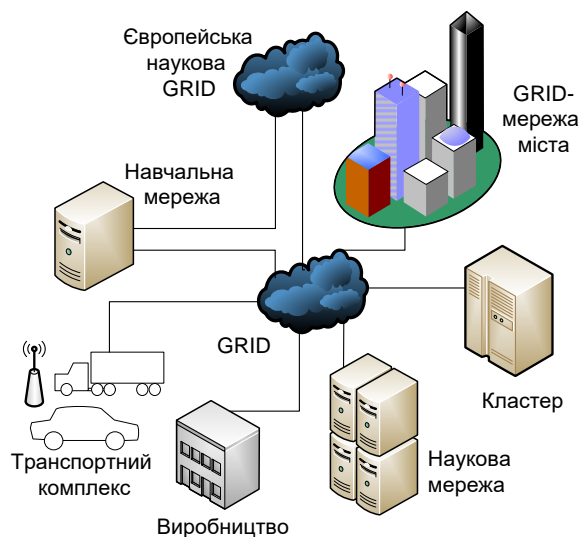 Європейська
наукова
GRID
GRID-
мережа
міста
Навчальна
мережа
GRID
Кластер
Транспортний
комплекс
Наукова
мережа
Виробництво